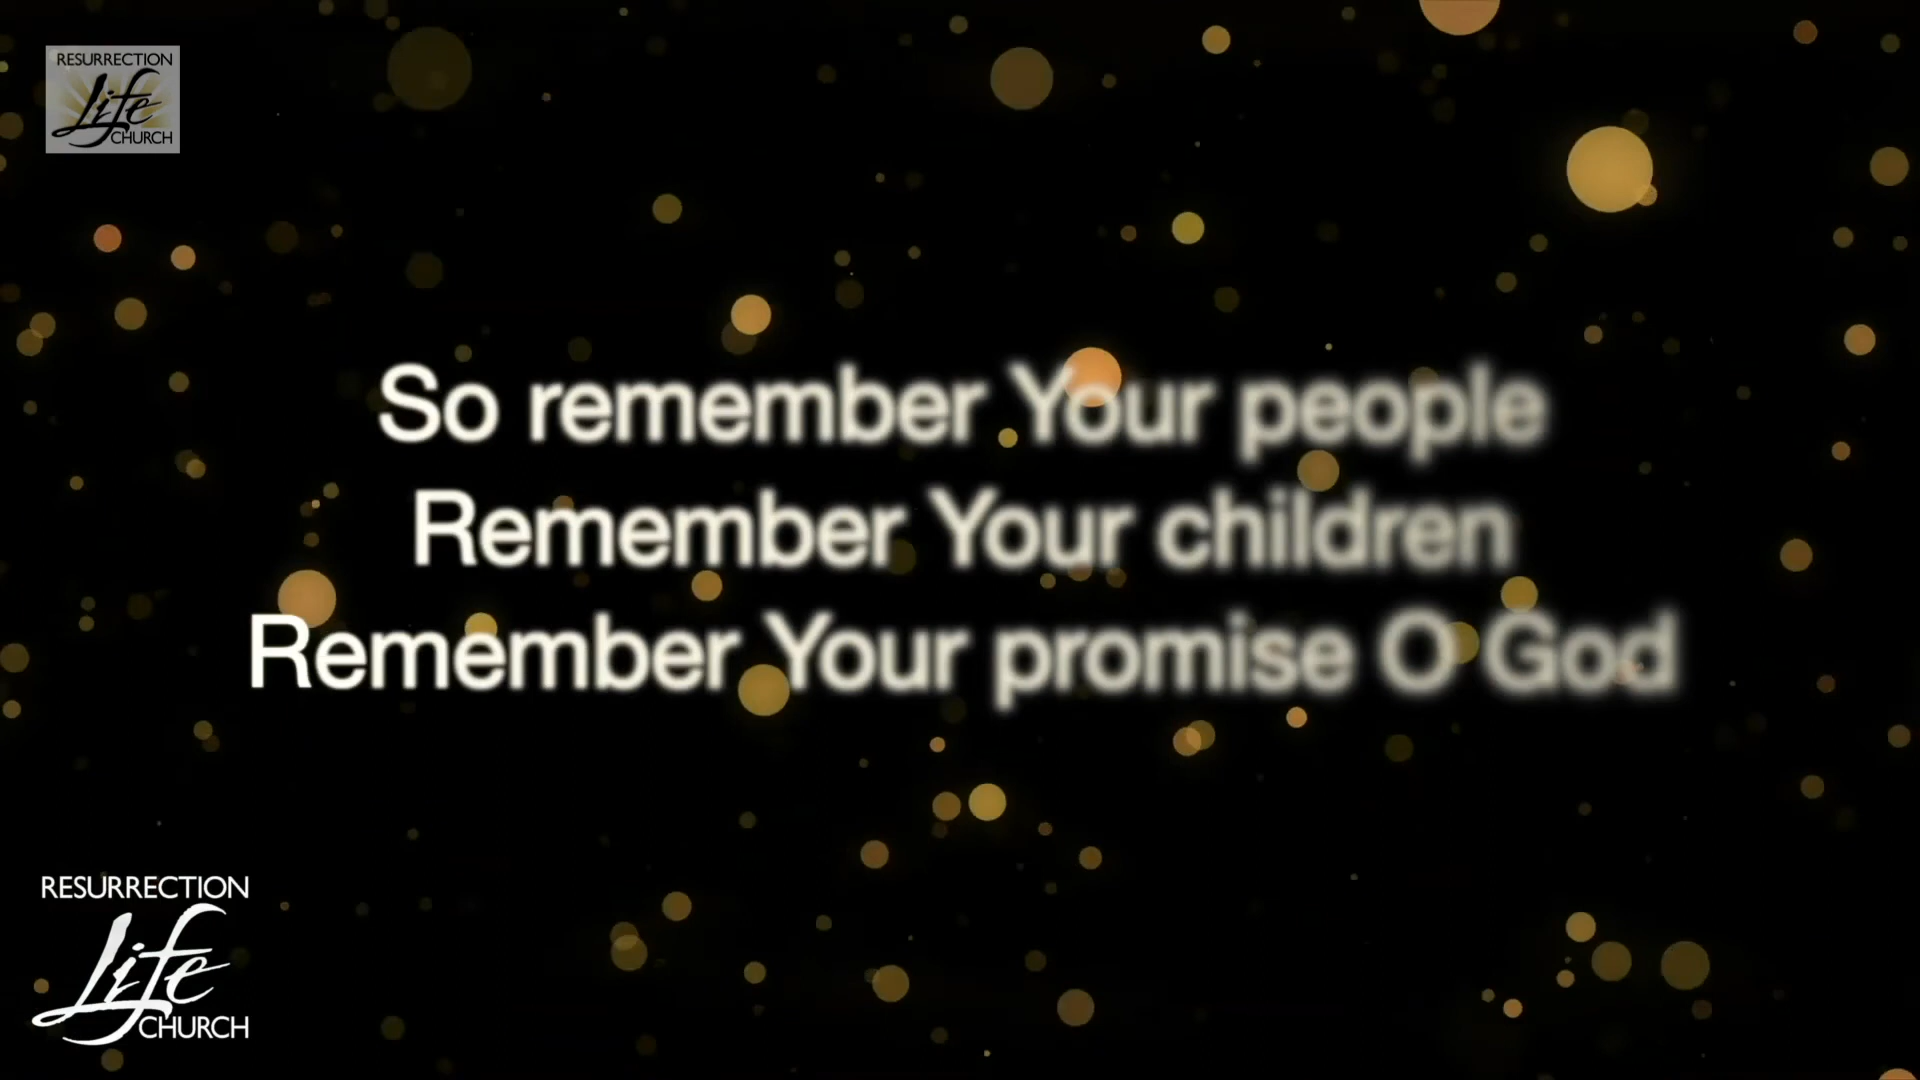 RESURRECTION
Life
CHURCH
So remember Your people
Remember Your children
Remember Your promise O God
RESURRECTION
Life
CHURCH